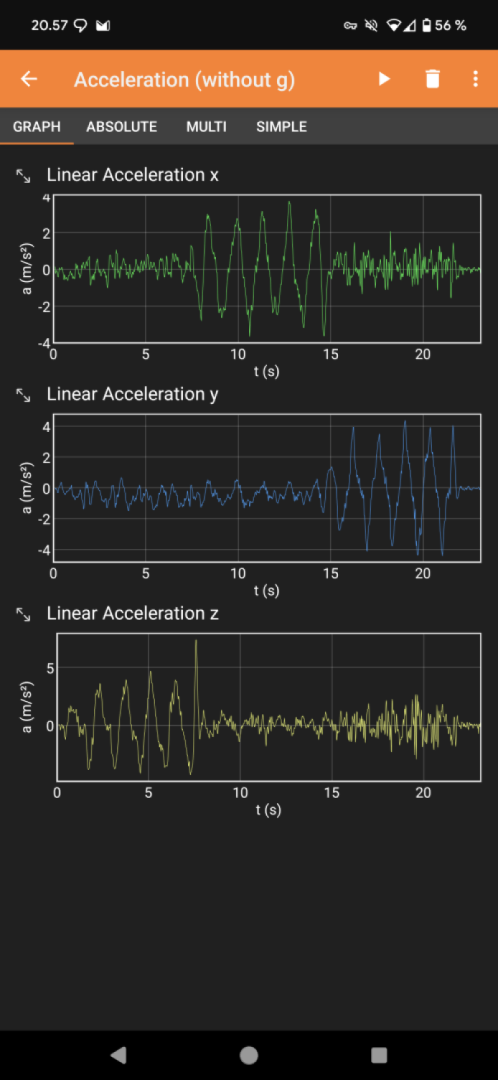 20.57 56 %
Acceleration (without g)
GRAPH ABSOLUTE MULTI SIMPLE
Linear Acceleration x
a (m/s²)
4
2
0
-2
-4
0 5 10 15 20
t (s)
Linear Acceleration y
a (m/s²)
4
2
0
-2
-4
0 5 10 15 20
t (s)
Linear Acceleration z
a (m/s²)
5
0
0 5 10 15 20
t (s)